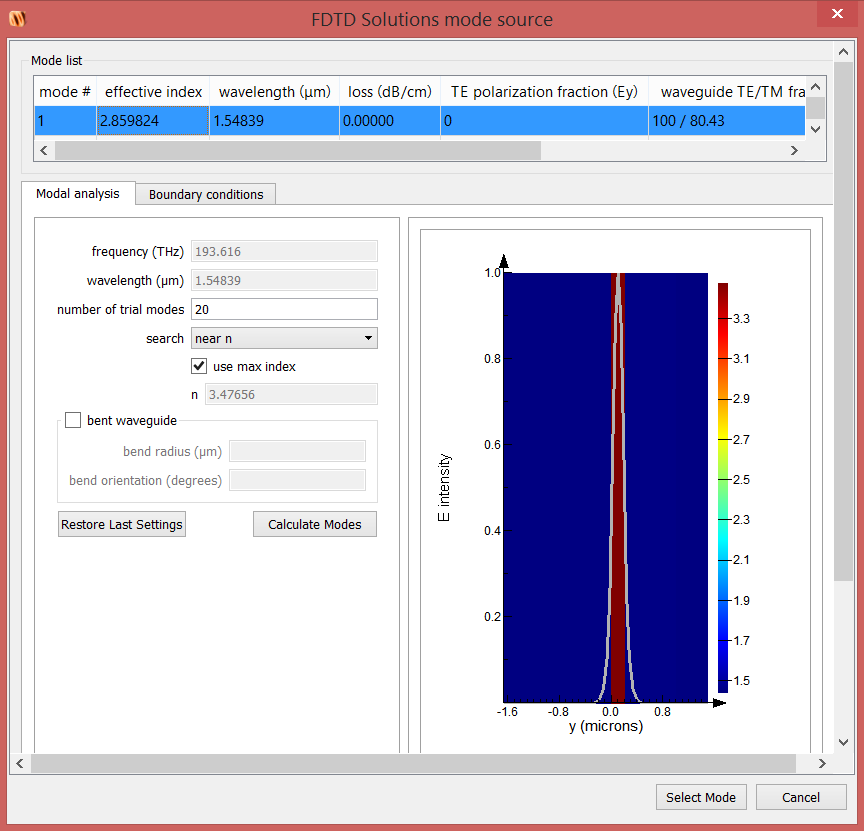 FDTD Solutions mode source
Mode list
mode # effective index wavelength (µm) loss (dB/cm) TE polarization fraction (Ey) waveguide TE/TM fra
1 2.859824 1.54839 0.00000 0 100 / 80.43
Modal analysis Boundary conditions
frequency (THz) 193.616
wavelength (µm) 1.54839
number of trial modes 20
search near n
use max index
n 3.47656
bent waveguide
bend radius (µm)
bend orientation (degrees)
Restore Last Settings Calculate Modes
E intensity
1.0
0.8
0.6
0.4
0.2
-1.6 -0.8 0.0 0.8
y (microns)
3.3
3.1
2.9
2.7
2.5
2.3
2.1
1.9
1.7
1.5
Select Mode Cancel